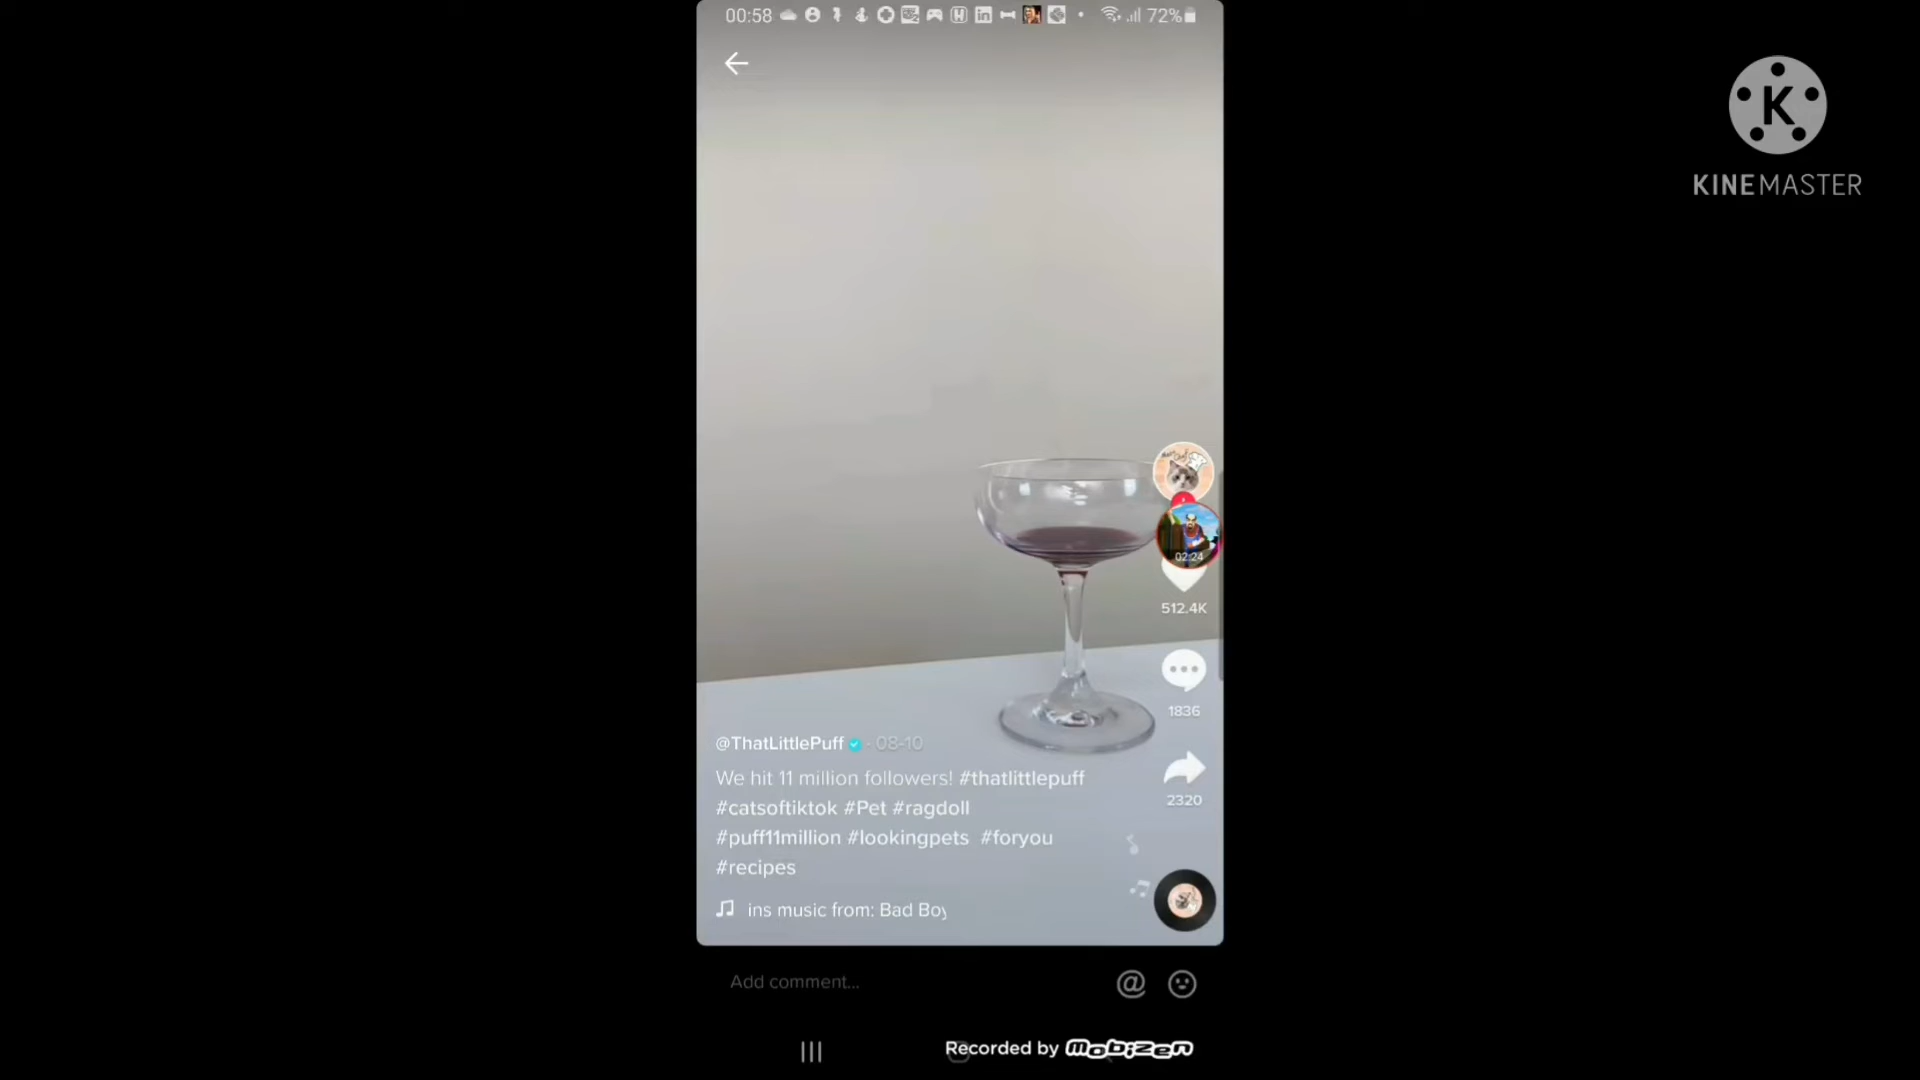 00:58
72%
K
KINEMASTER
02:24
512.4K
1836
2320
@ThatLittlePuff · 08-10
We hit 11 million followers! #thatlittlepuff
#catsoftiktok #Pet #ragdoll
#puff11million #lookingpets #foryou
#recipes
ins music from: Bad Boy
Add comment...
@
Recorded by mobizen